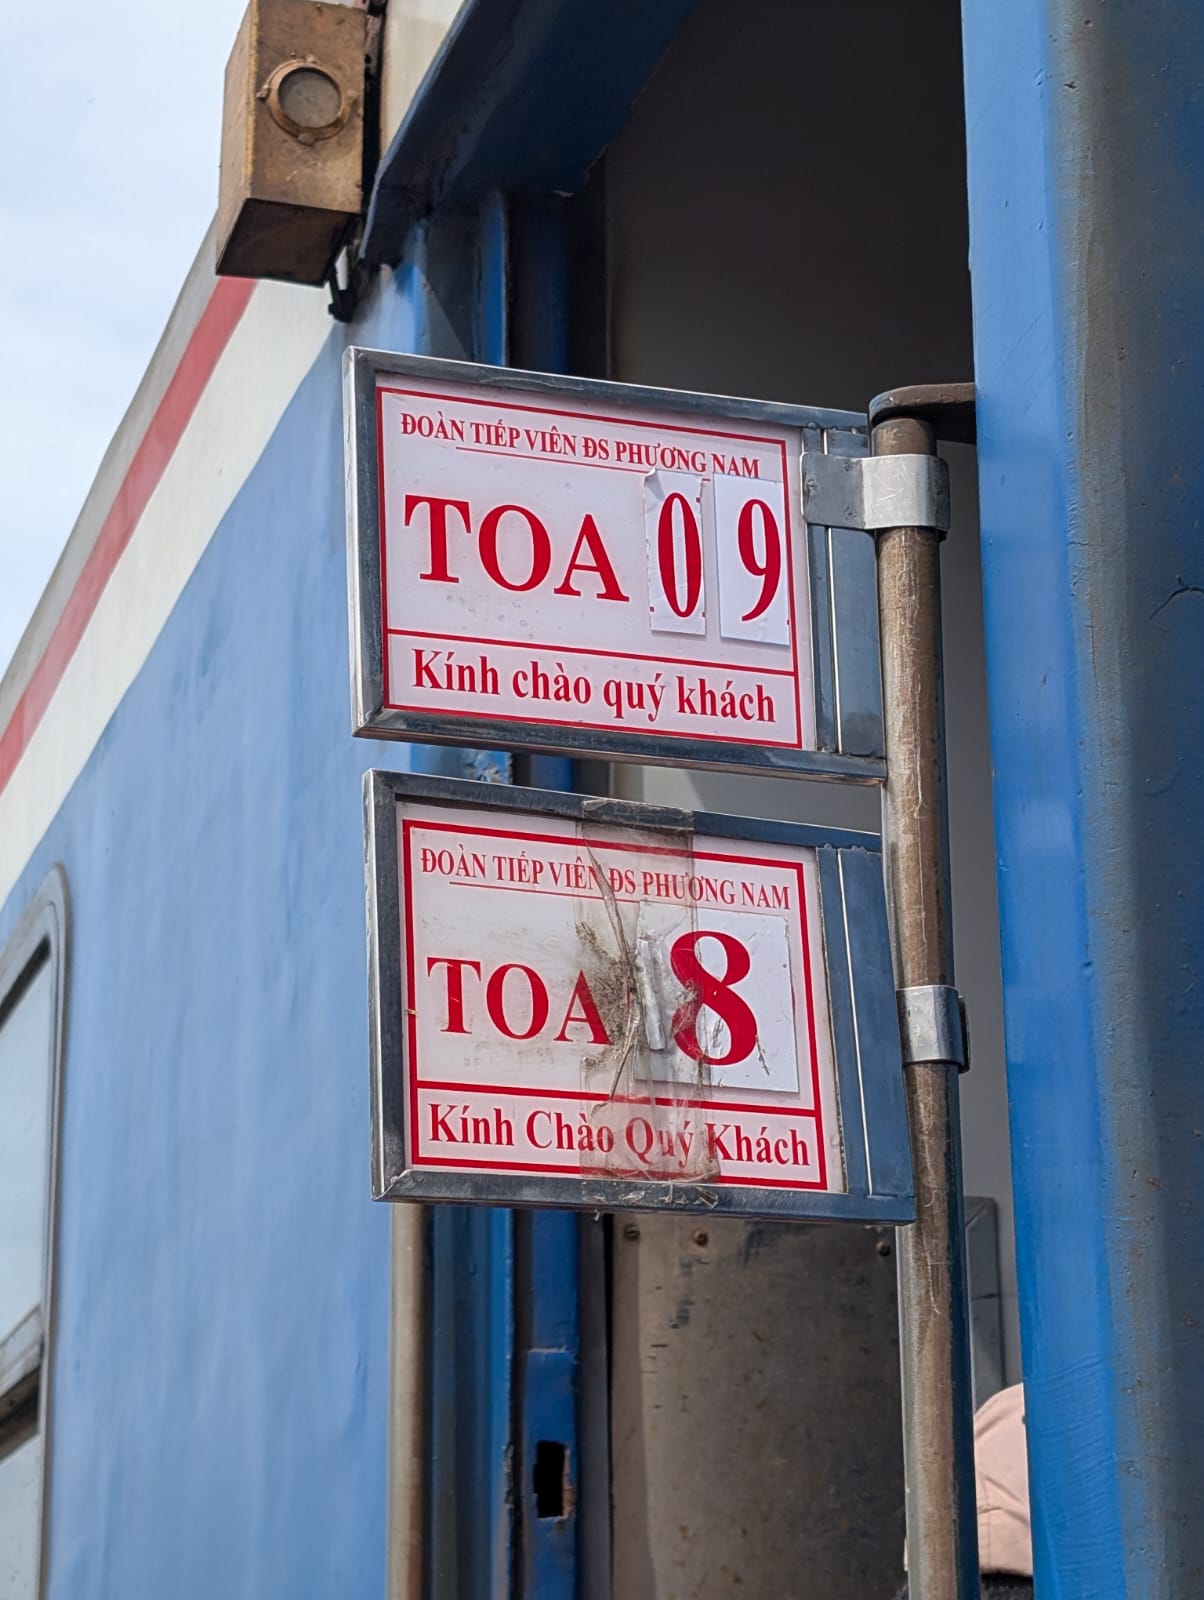 ĐOÀN TIẾP VIÊN ĐS PHƯƠNG NAM
TOA 09
Kính chào quý khách
ĐOÀN TIẾP VIÊN ĐS PHƯƠNG NAM
TOA 8
Kính Chào Quý Khách